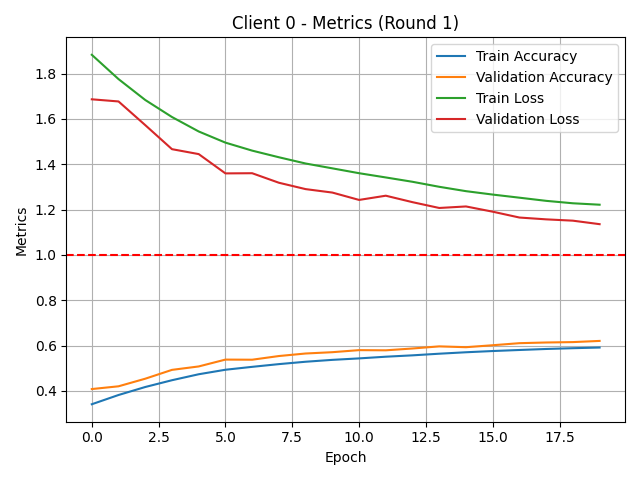 Client 0 - Metrics (Round 1)
Train Accuracy
Validation Accuracy
Train Loss
Validation Loss
Metrics
1.8
1.6
1.4
1.2
1.0
0.8
0.6
0.4
0.0 2.5 5.0 7.5 10.0 12.5 15.0 17.5
Epoch